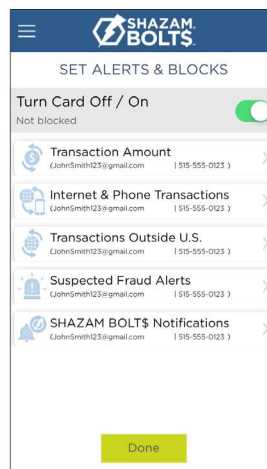 SHAZAM.
BOLT$.
SET ALERTS & BLOCKS
Turn Card Off / On
Not blocked
Transaction Amount
(JohnSmith123@gmail.com | 515-555-0123 )
Internet & Phone Transactions
(JohnSmith123@gmail.com | 515-555-0123 )
Transactions Outside U.S.
(JohnSmith123@gmail.com | 515-555-0123 )
Suspected Fraud Alerts
(JohnSmith123@gmail.com | 515-555-0123 )
SHAZAM BOLT$ Notifications
(JohnSmith123@gmail.com | 515-555-0123 )
Done